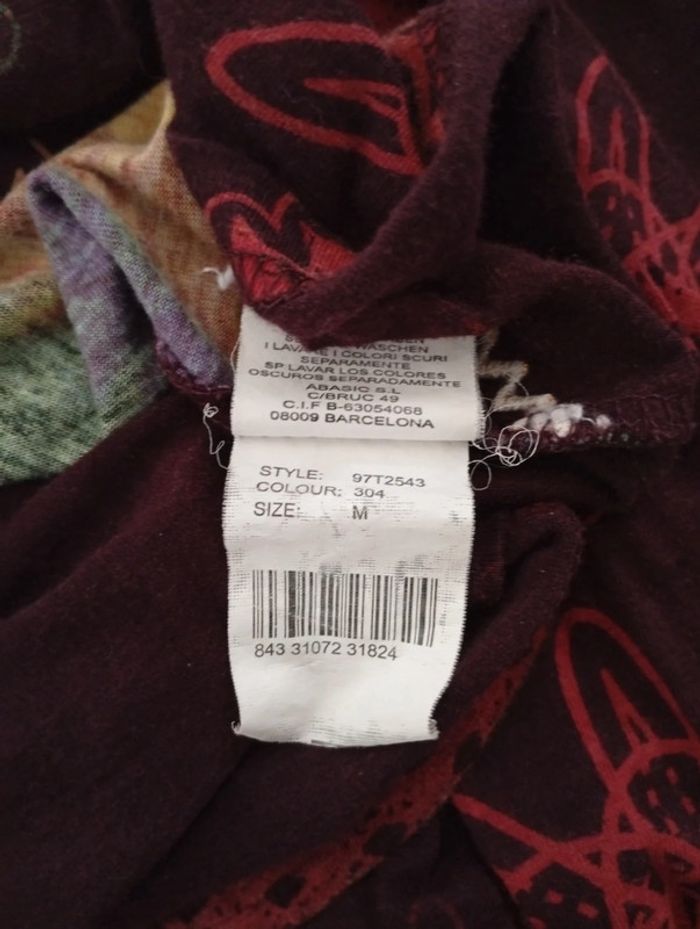 WASCHEN
I LAVARE I COLORI SCURI
SEPARAMENTE
SP LAVAR LOS COLORES
OSCUROS SEPARADAMENTE
ABASIC S.L
C/BRUC 49
C.I.F B-63054068
08009 BARCELONA
STYLE: 97T2543
COLOUR: 304
SIZE: M
843 31072 31824